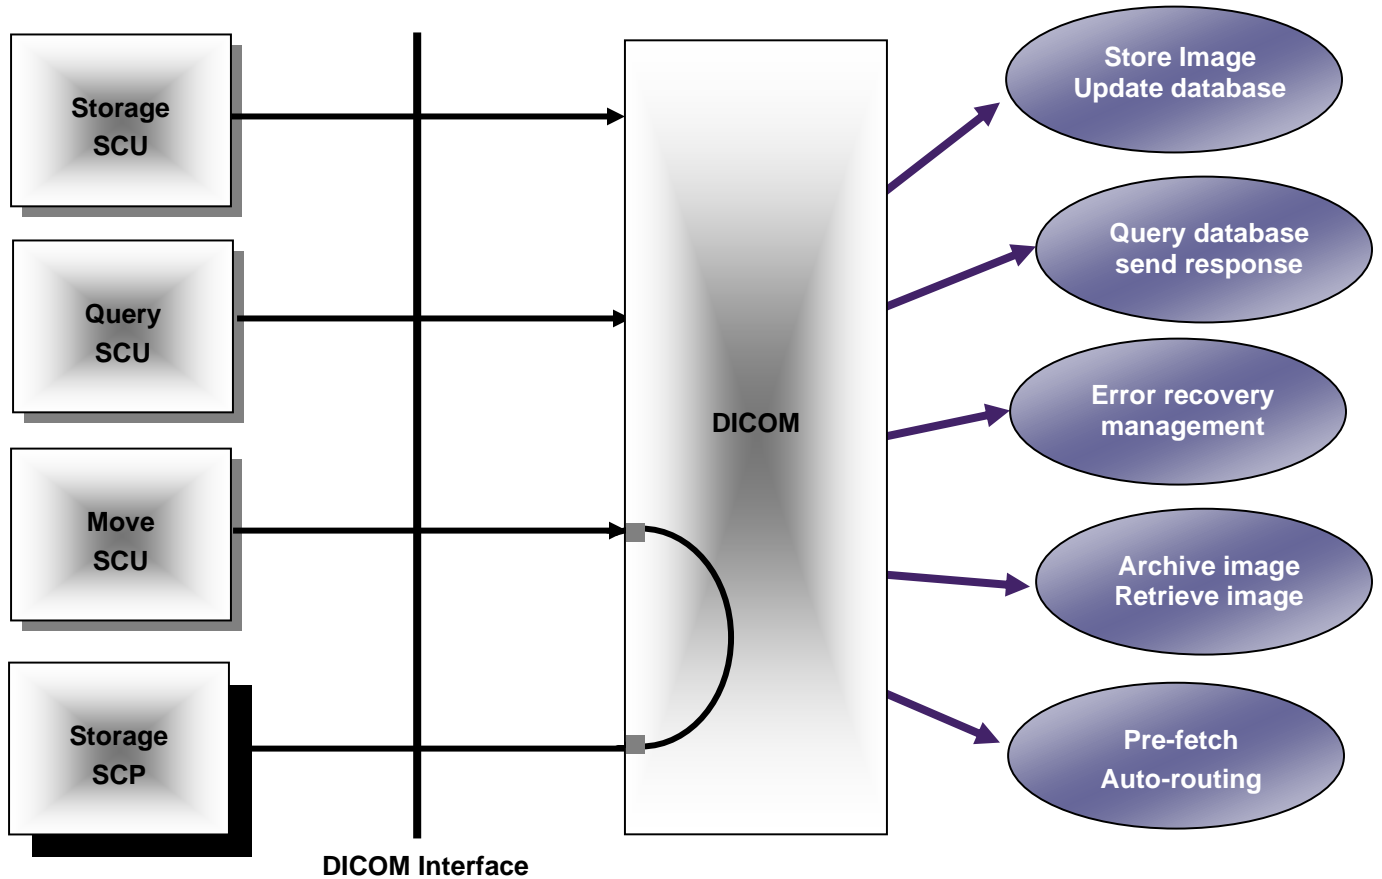 Storage
SCU
Query
SCU
Move
SCU
Storage
SCP
DICOM Interface
DICOM
Store Image
Update database
Query database
send response
Error recovery
management
Archive image
Retrieve image
Pre-fetch
Auto-routing